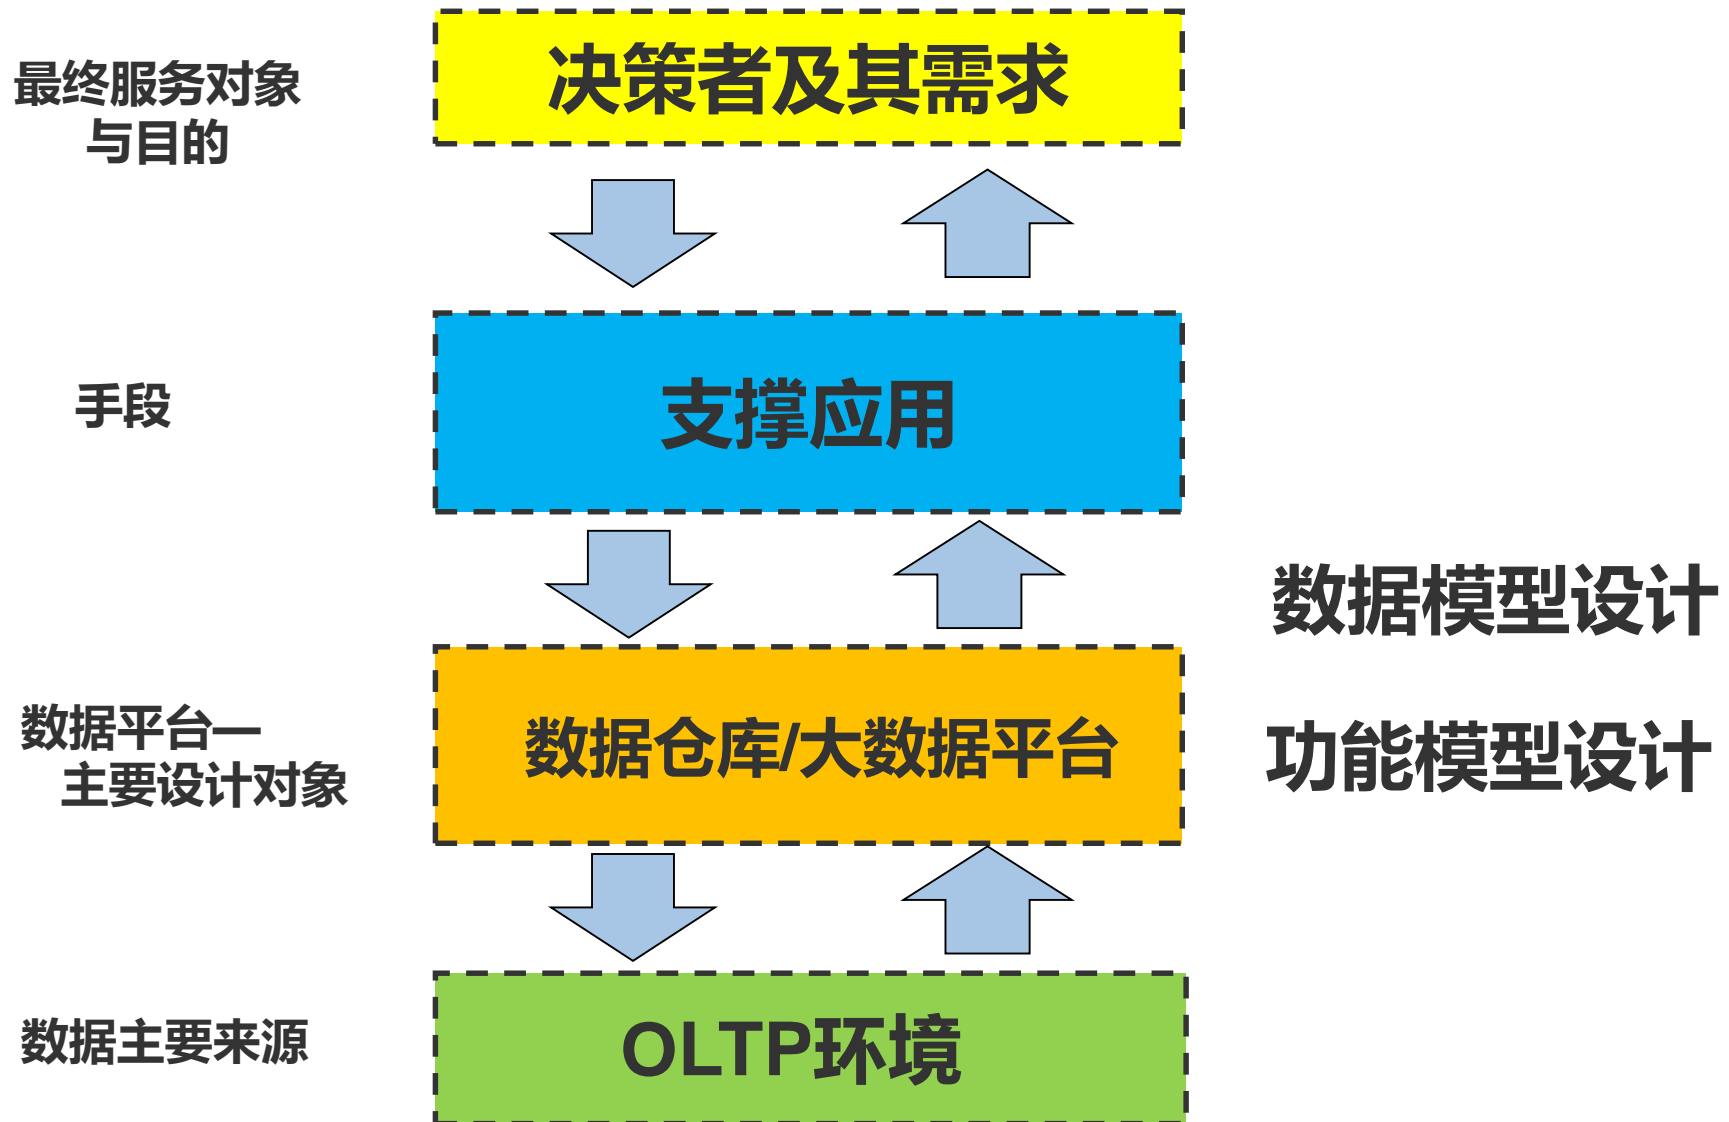 决策者及其需求
最终服务对象
与目的
支撑应用
手段
数据模型设计
数据仓库/大数据平台
数据平台—
主要设计对象
功能模型设计
OLTP环境
数据主要来源